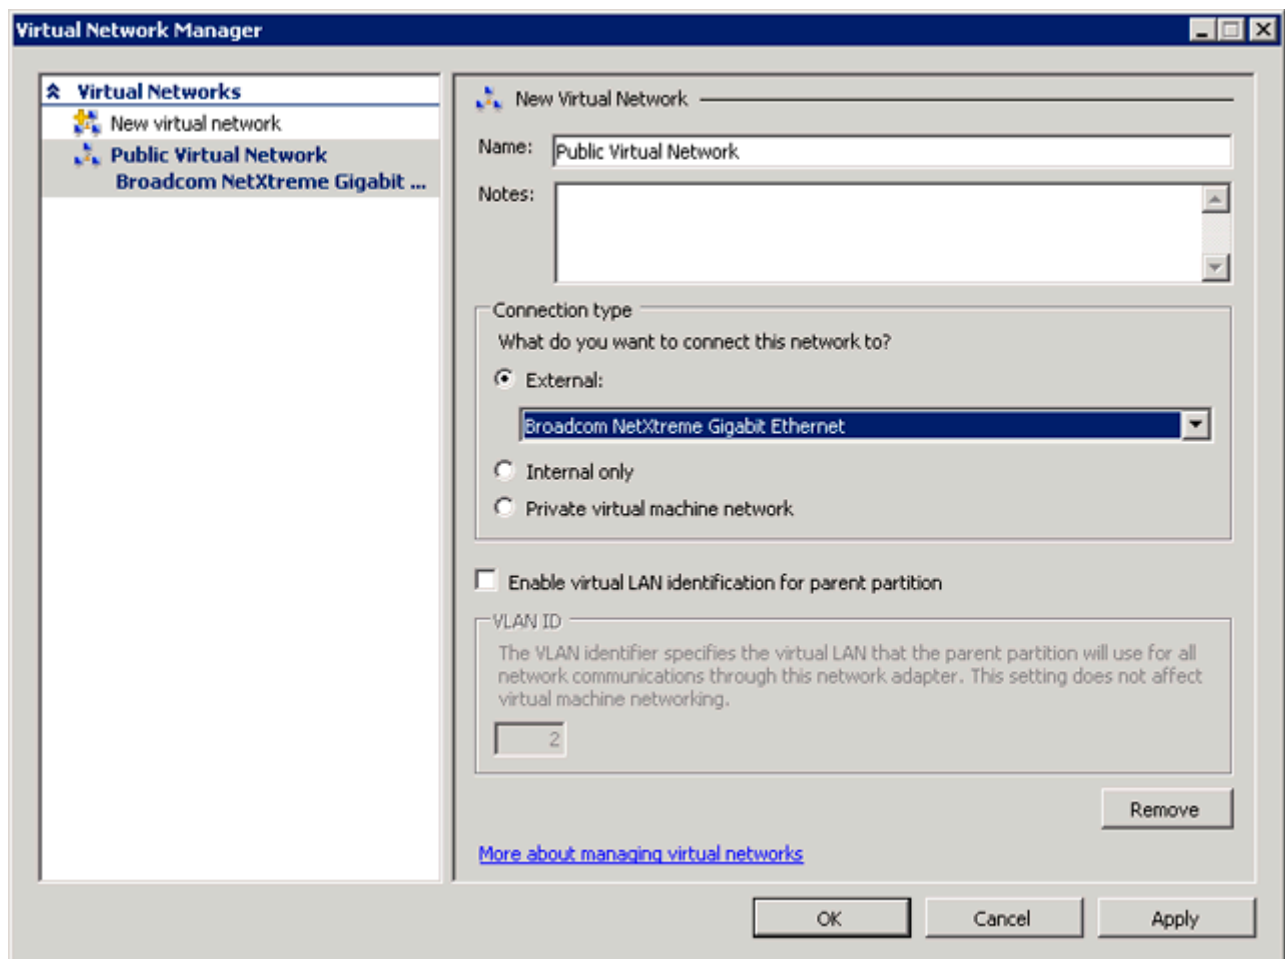 Virtual Network Manager
Virtual Networks
New virtual network
Public Virtual Network
Broadcom NetXtreme Gigabit ...
New Virtual Network
Name: Public Virtual Network
Notes:
Connection type
What do you want to connect this network to?
External:
Broadcom NetXtreme Gigabit Ethernet
Internal only
Private virtual machine network
Enable virtual LAN identification for parent partition
VLAN ID
The VLAN identifier specifies the virtual LAN that the parent partition will use for all
network communications through this network adapter. This setting does not affect
virtual machine networking.
2
Remove
More about managing virtual networks
OK Cancel Apply